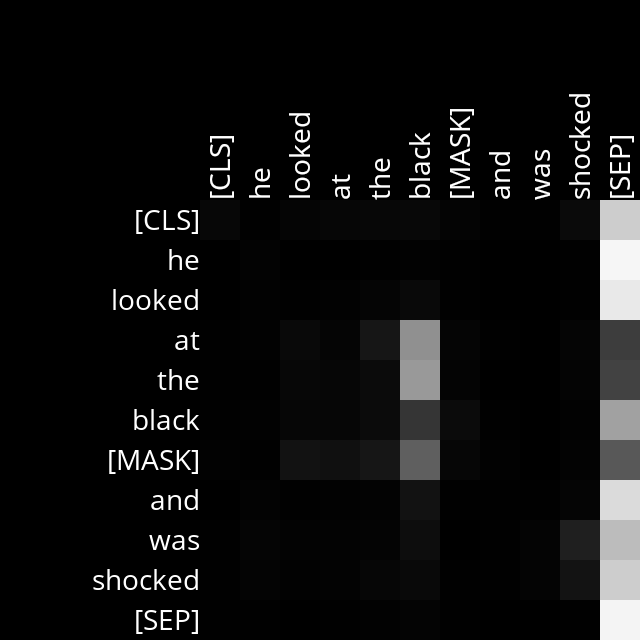 [CLS]
he
looked
at
the
black
[MASK]
and
was
shocked
[SEP]
[CLS]
he
looked
at
the
black
[MASK]
and
was
shocked
[SEP]